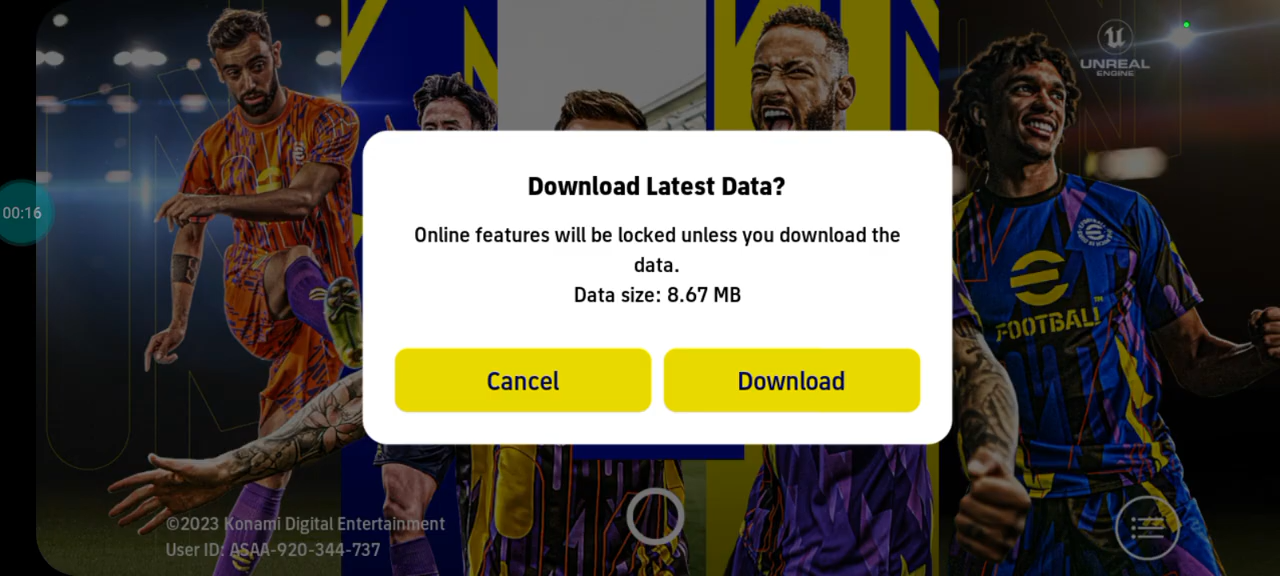 UNREAL
ENGINE
00:16
Download Latest Data?
Online features will be locked unless you download the
data.
Data size: 8.67 MB
Cancel
Download
FOOTBALL™
©2023 Konami Digital Entertainment
User ID: ASAA-920-344-737